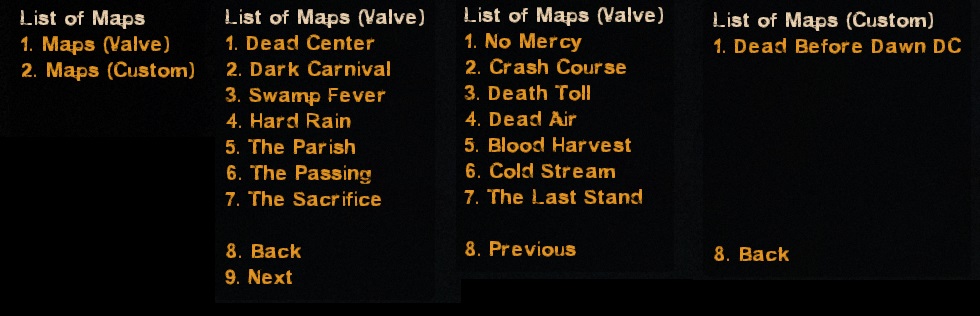 List of Maps
1. Maps (Valve)
2. Maps (Custom)
List of Maps (Valve)
1. Dead Center
2. Dark Carnival
3. Swamp Fever
4. Hard Rain
5. The Parish
6. The Passing
7. The Sacrifice
8. Back
9. Next
List of Maps (Valve)
1. No Mercy
2. Crash Course
3. Death Toll
4. Dead Air
5. Blood Harvest
6. Cold Stream
7. The Last Stand
8. Previous
List of Maps (Custom)
1. Dead Before Dawn DC
8. Back